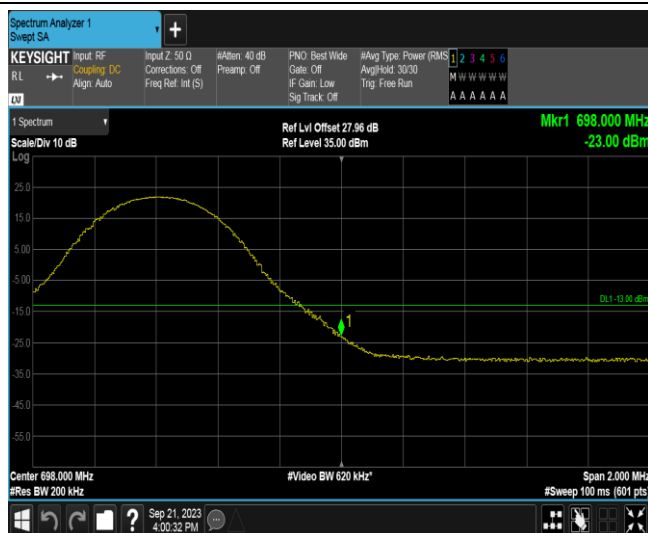 Spectrum Analyzer 1
Swept SA
+
KEYSIGHT
RL
LXI
Input: RF
Coupling: DC
Align: Auto
Input Z: 50 Ω
Corrections: Off
Freq Ref: Int (S)
#Atten: 40 dB
Preamp: Off
PNO: Best Wide
Gate: Off
IF Gain: Low
Sig Track: Off
#Avg Type: Power (RMS
Avg|Hold: 30/30
Trig: Free Run
1 2 3 4 5 6
M W W W W W
A A A A A A
1 Spectrum
Scale/Div 10 dB
Ref Lvl Offset 27.96 dB
Ref Level 35.00 dBm
Mkr1 698.000 MHz
-23.00 dBm
Log
25.0
15.0
5.00
-5.00
DL1 -13.00 dBm
-15.0
1
-25.0
-35.0
-45.0
-55.0
Center 698.000 MHz
#Video BW 620 kHz*
Span 2.000 MHz
#Res BW 200 kHz
#Sweep 100 ms (601 pts)
?
Sep 21, 2023
4:00:32 PM